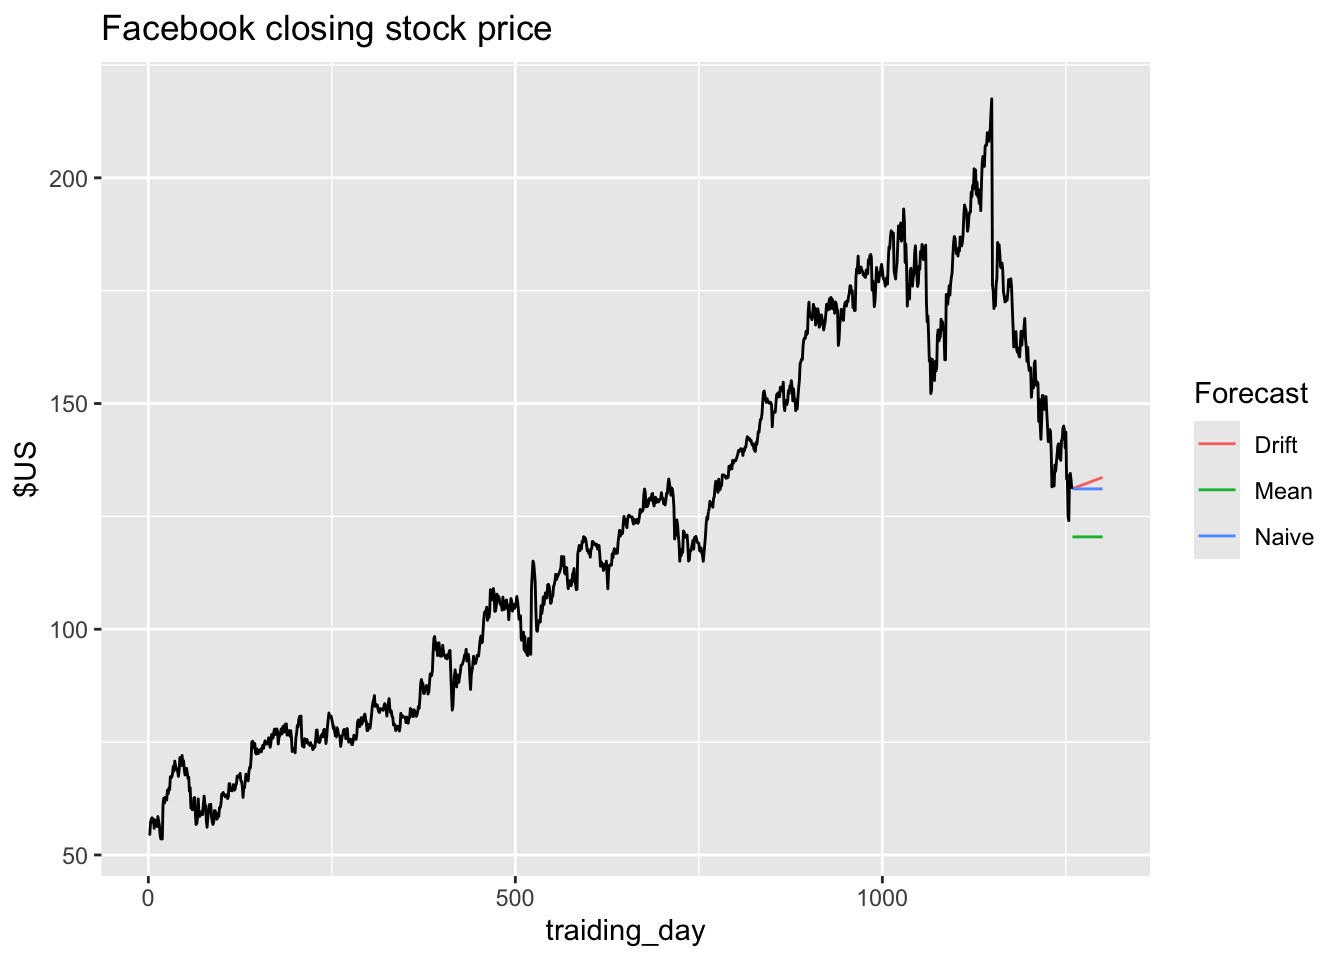 Facebook closing stock price
$US
200
150
100
50
0
500
1000
traiding_day
Forecast
Drift
Mean
Naive